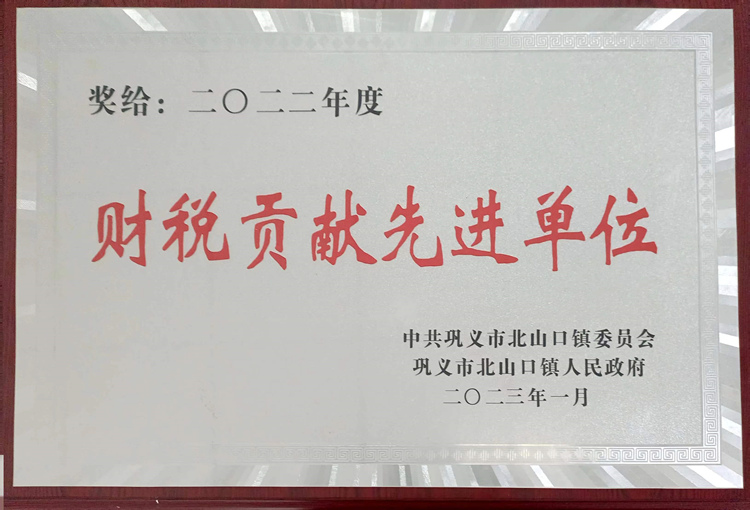 奖给：二〇二二年度
财税贡献先进单位
中共巩义市北山口镇委员会
巩义市北山口镇人民政府
二〇二三年一月